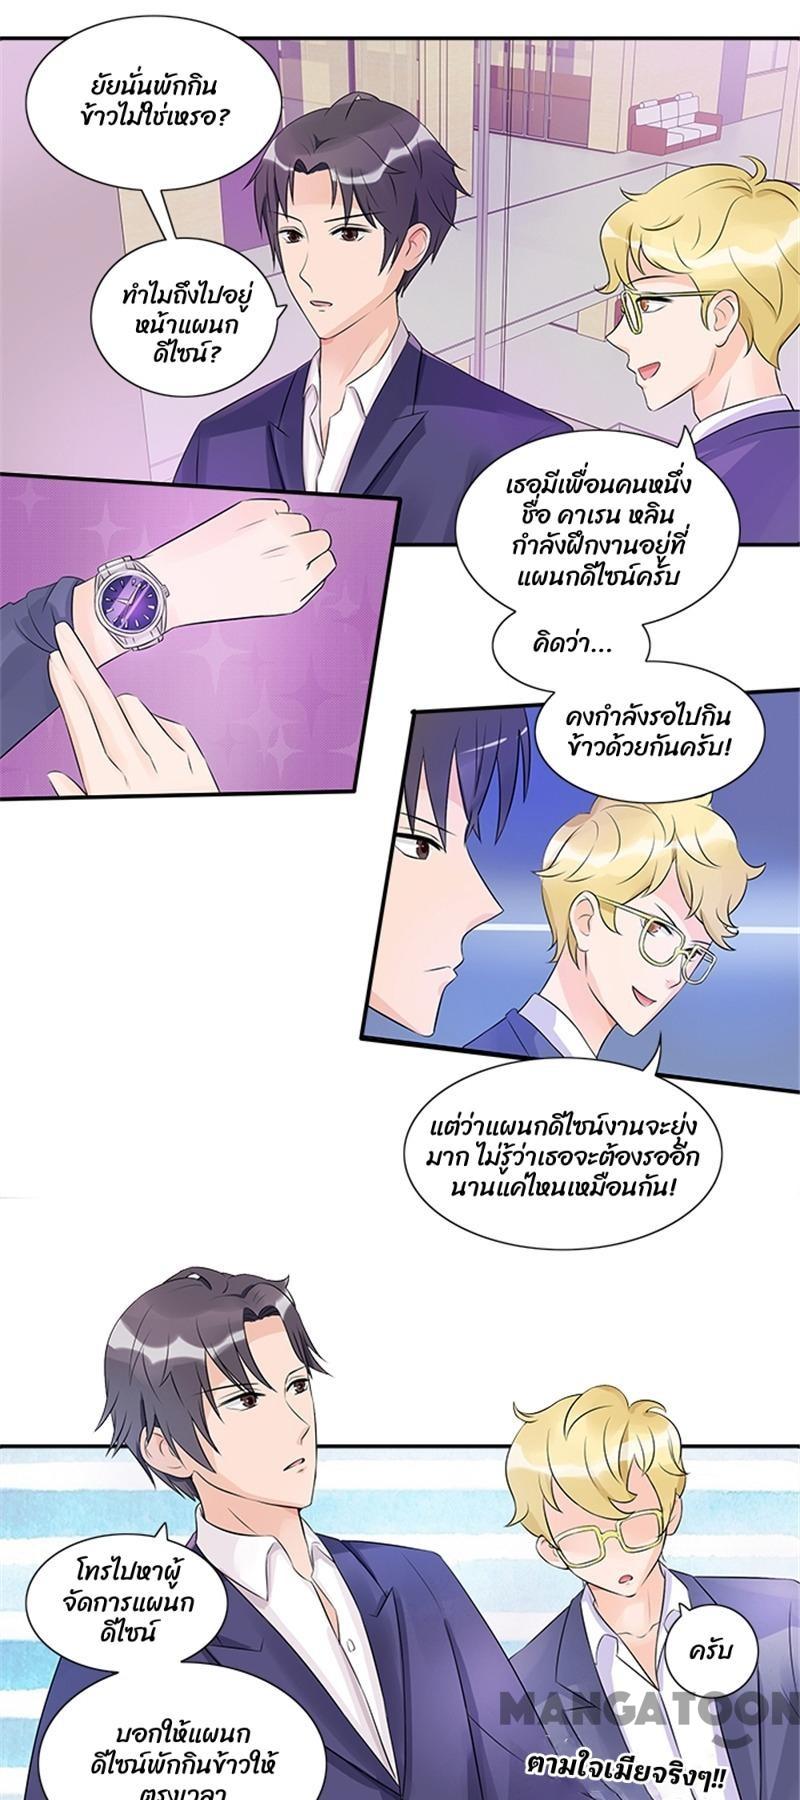 ยัยนั่นพักกิน
ข้าวไม่ใช่เหรอ?
ทำไมถึงไปอยู่
หน้าแผนก
ดีไซน์?
เธอมีเพื่อนคนหนึ่ง
ชื่อ คาเรน หลิน
กำลังฝึกงานอยู่ที่
แผนกดีไซน์ครับ
คิดว่า...
คงกำลังรอไปกิน
ข้าวด้วยกันครับ!
แต่ว่าแผนกดีไซน์งานจะยุ่ง
มาก ไม่รู้ว่าเธอจะต้องรออีก
นานแค่ไหนเหมือนกัน!
โทรไปหาผู้
จัดการแผนก
ดีไซน์
ครับ
MANGATOON
บอกให้แผนก
ดีไซน์พักกินข้าวให้
ตรงเวลา
ตามใจเมียจริงๆ!!